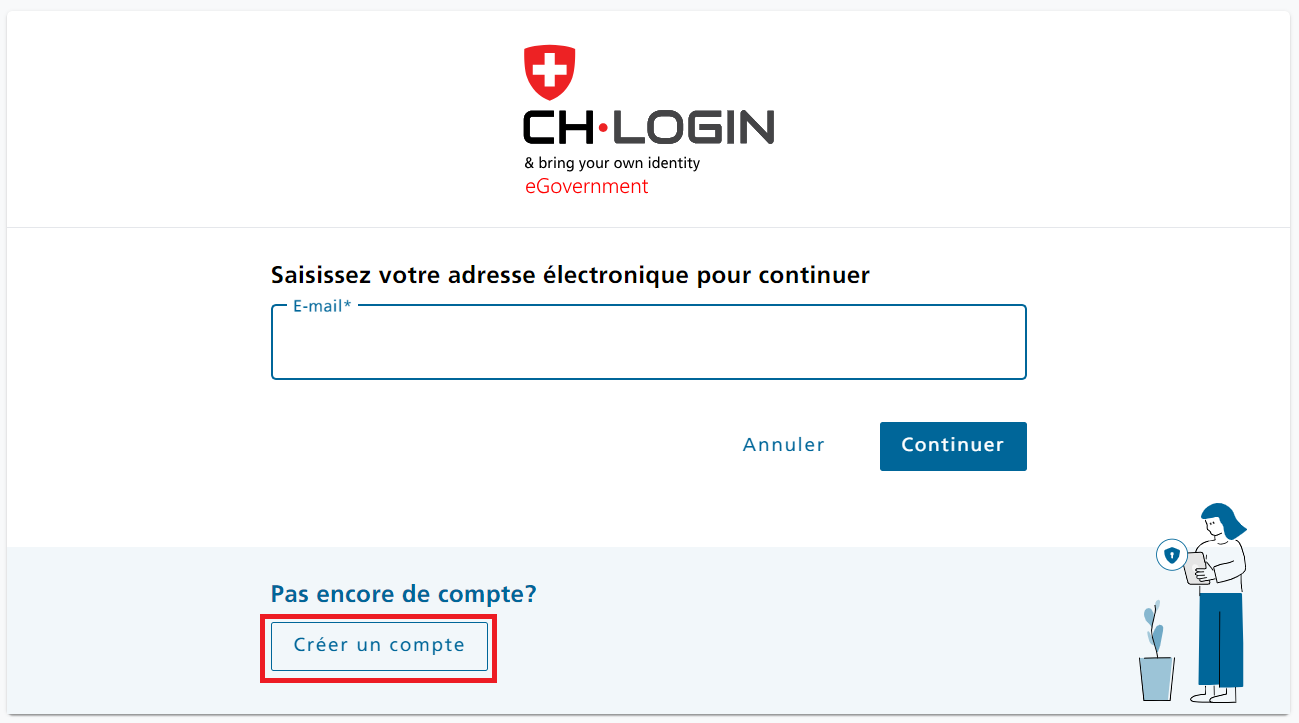 CH·LOGIN
& bring your own identity
eGovernment
Saisissez votre adresse électronique pour continuer
E-mail*
Annuler
Continuer
Pas encore de compte?
Créer un compte